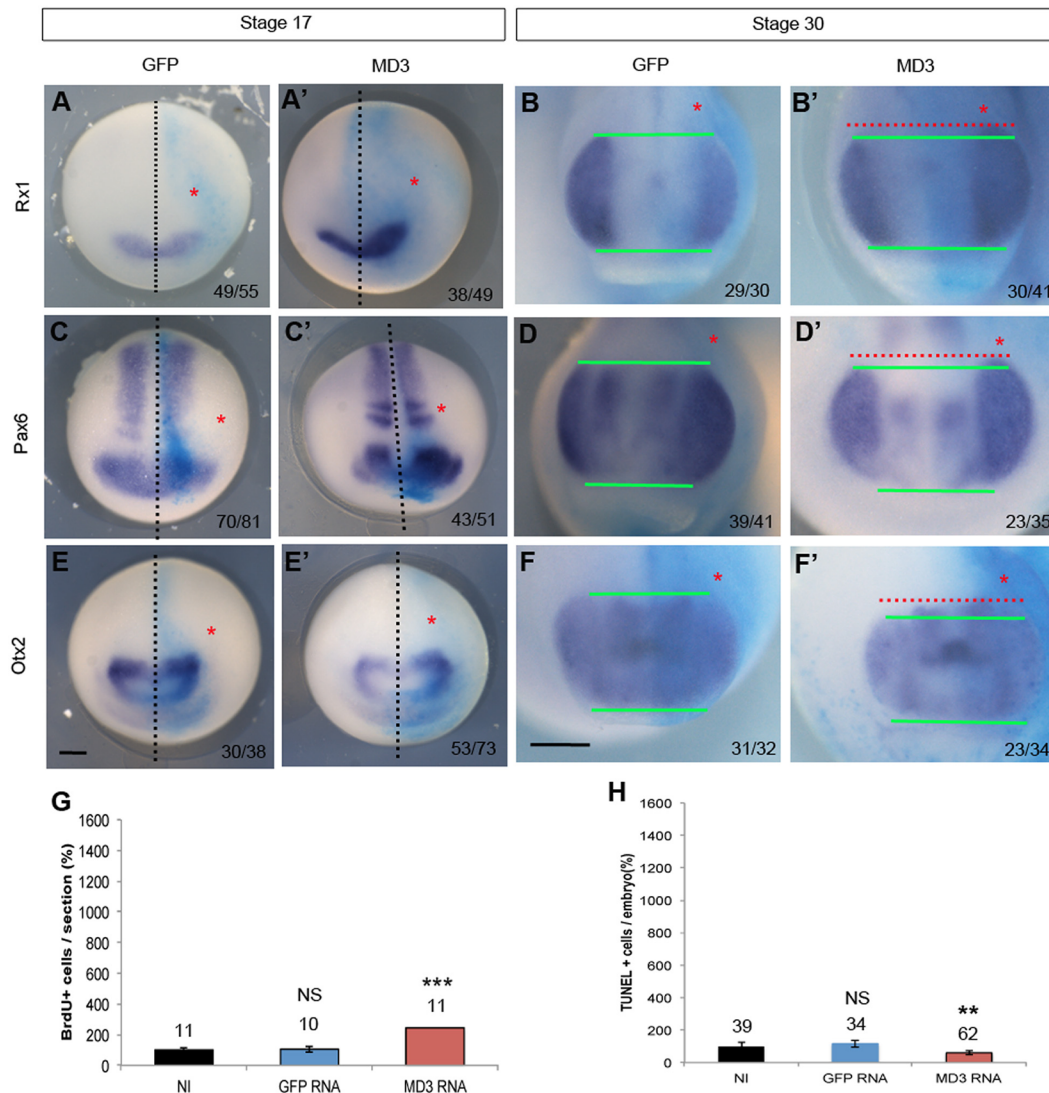 Stage 17
Stage 30
GFP
MD3
GFP
MD3
Rx1
A
*
49/55
A'
*
38/49
B
*
29/30
B'
*
30/41
Pax6
C
*
70/81
C'
*
43/51
D
*
39/41
D'
*
23/35
Otx2
E
*
30/38
E'
*
53/73
F
*
31/32
F'
*
23/34
G
BrdU+ cells / section (%)
1600
1400
1200
1000
800
600
400
200
0
11
NS
10
***
11
NI
GFP RNA
MD3 RNA
H
TUNEL + cells / embryo(%)
1600
1400
1200
1000
800
600
400
200
0
39
NS
34
**
62
NI
GFP RNA
MD3 RNA